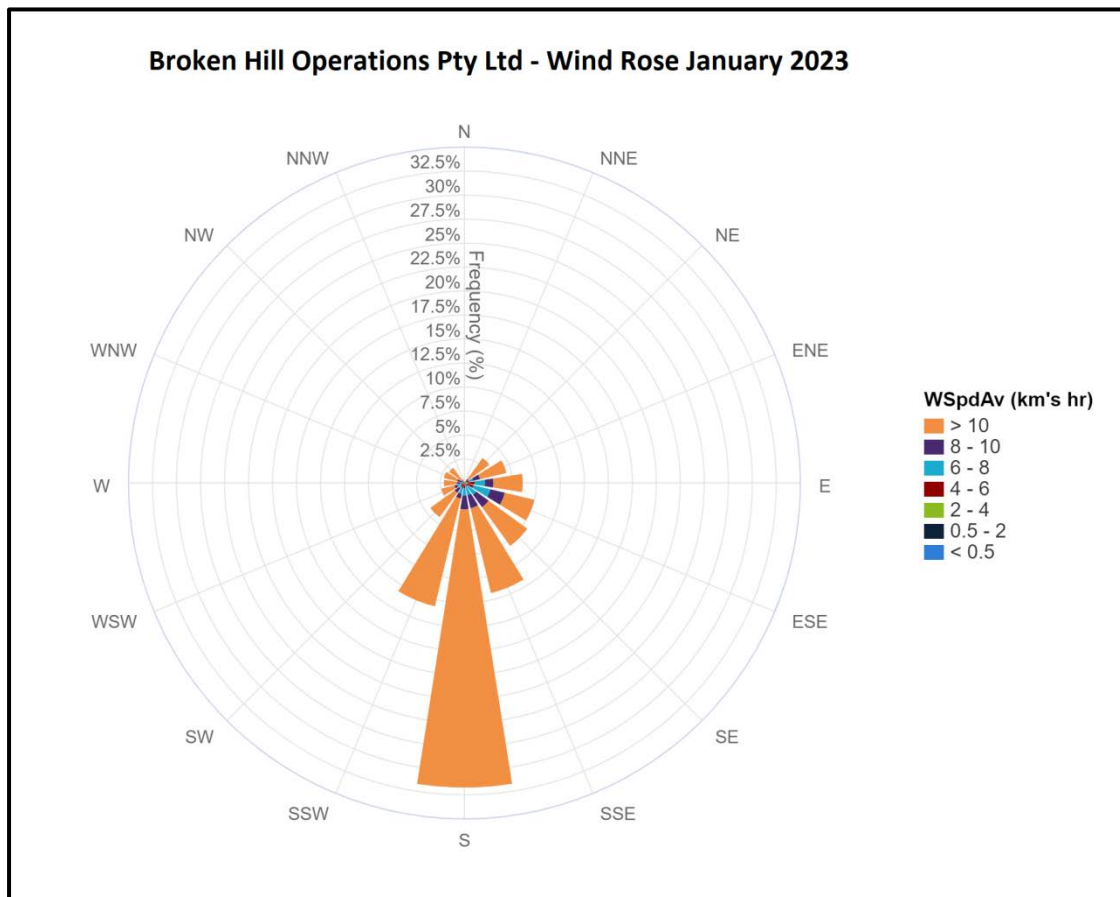 Broken Hill Operations Pty Ltd - Wind Rose January 2023
N
NNW
NNE
32.5%
30%
27.5%
NW
NE
25%
22.5%
20%
17.5%
Frequency (%)
15%
WNW
ENE
12.5%
10%
7.5%
5%
2.5%
W
E
WSpdAv (km's hr)
> 10
8 - 10
6 - 8
4 - 6
2 - 4
0.5 - 2
< 0.5
WSW
ESE
SW
SE
SSW
SSE
S